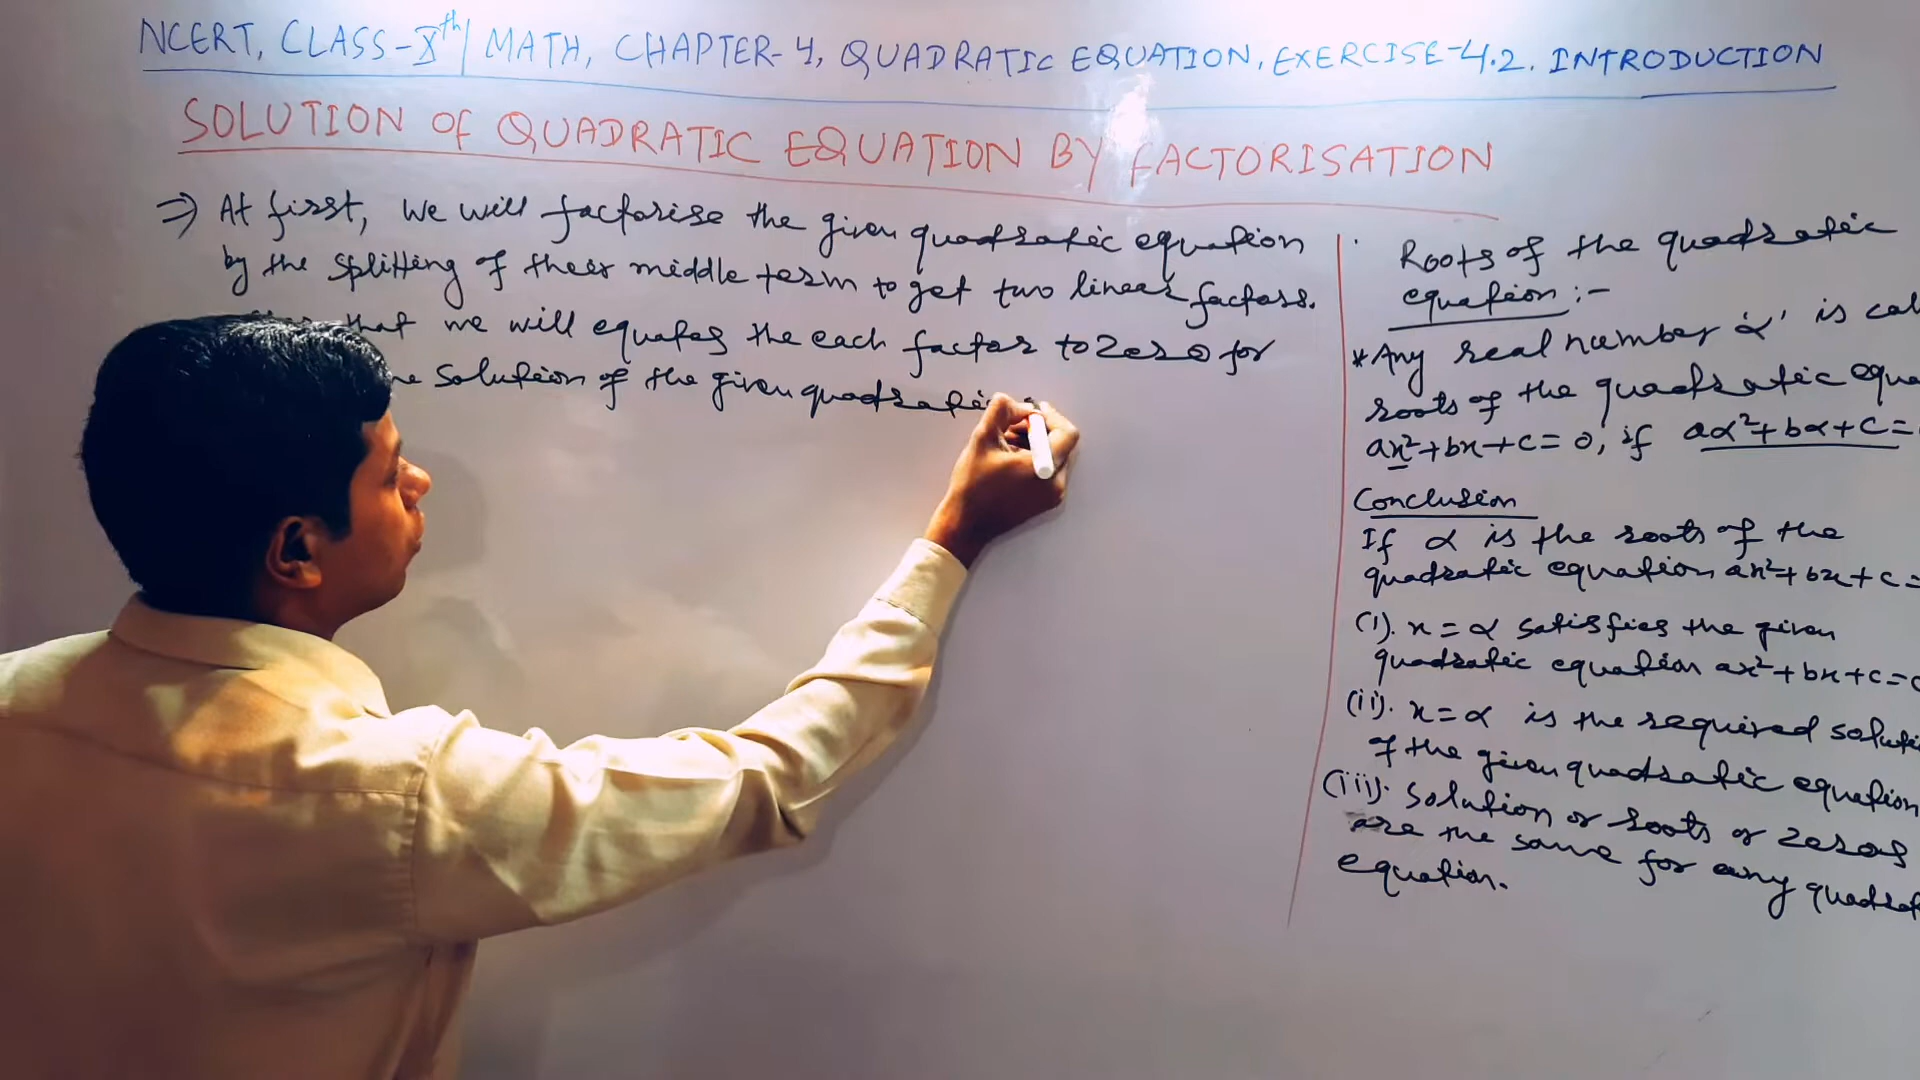 NCERT, CLASS-Xth MATH, CHAPTER-4, QUADRATIC EQUATION, EXERCISE-4.2. INTRODUCTION
SOLUTION Of QUADRATIC EQUATION BY fACTORISATION
⇒ At first, We will factorise the given quadratic equation
by the splitting of their middle term to get two linear factors.
that we will equates the each factor to Zero for
Solution of the given quadratic
Roots of the quadratic
equation :-
*Any real number 'α' is
roots of the quadratic
ax²+bx+c=0, if aα²+bα+c=
Conclusion
If α is the roots of the
quadratic equation ax²+bx+c=
(i). x=α satisfies the given
quadratic equation ax²+bx+c=
(ii). x=α is the required
of the given quadratic equation
(iii). Solution or roots or zeroes
are the same for any
equation.